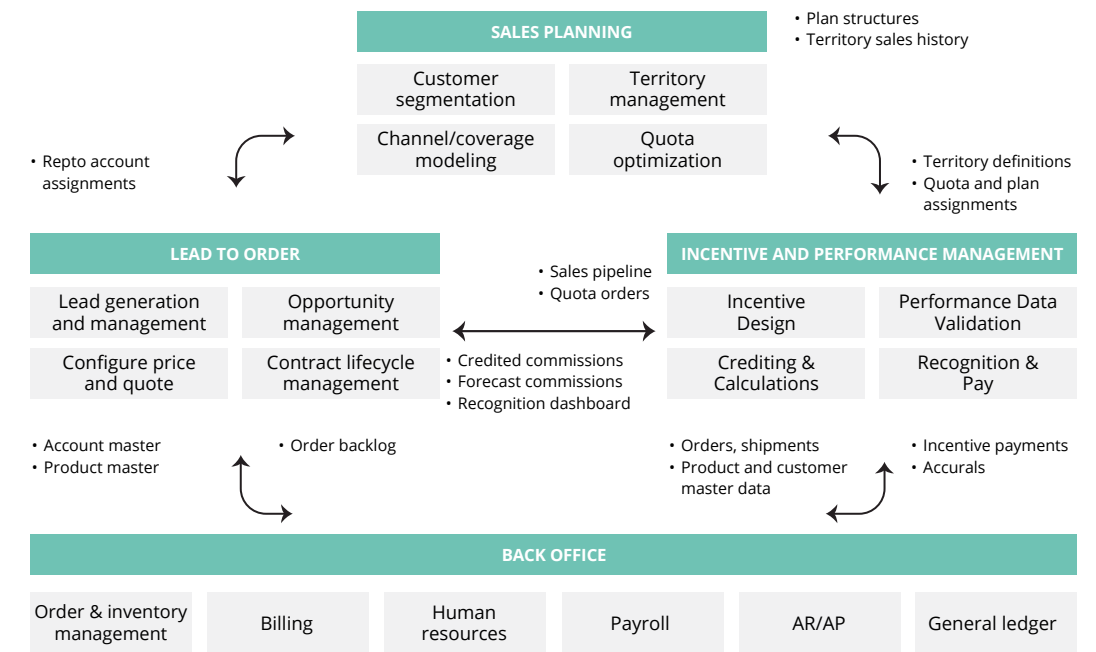 SALES PLANNING
• Plan structures
• Territory sales history
Customer
segmentation
Territory
management
Channel/coverage
modeling
Quota
optimization
• Repto account
assignments
• Territory definitions
• Quota and plan
assignments
LEAD TO ORDER
INCENTIVE AND PERFORMANCE MANAGEMENT
Lead generation
and management
Opportunity
management
Configure price
and quote
Contract lifecycle
management
• Sales pipeline
• Quota orders
• Credited commissions
• Forecast commissions
• Recognition dashboard
Incentive
Design
Performance Data
Validation
Crediting &
Calculations
Recognition &
Pay
• Account master
• Product master
• Order backlog
• Orders, shipments
• Product and customer
master data
• Incentive payments
• Accurals
BACK OFFICE
Order & inventory
management
Billing
Human
resources
Payroll
AR/AP
General ledger